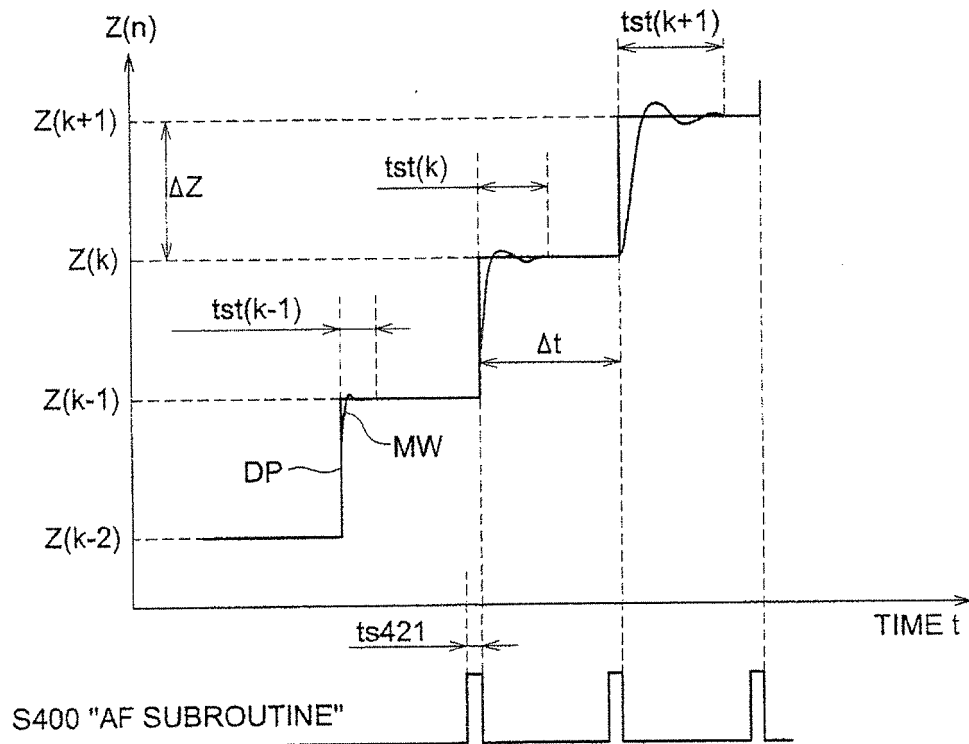 tst(k+1)
Z(n)
Z(k+1)
tst(k)
ΔZ
Z(k)
tst(k-1)
Δt
Z(k-1)
MW
DP
Z(k-2)
TIME t
ts421
S400 "AF SUBROUTINE"